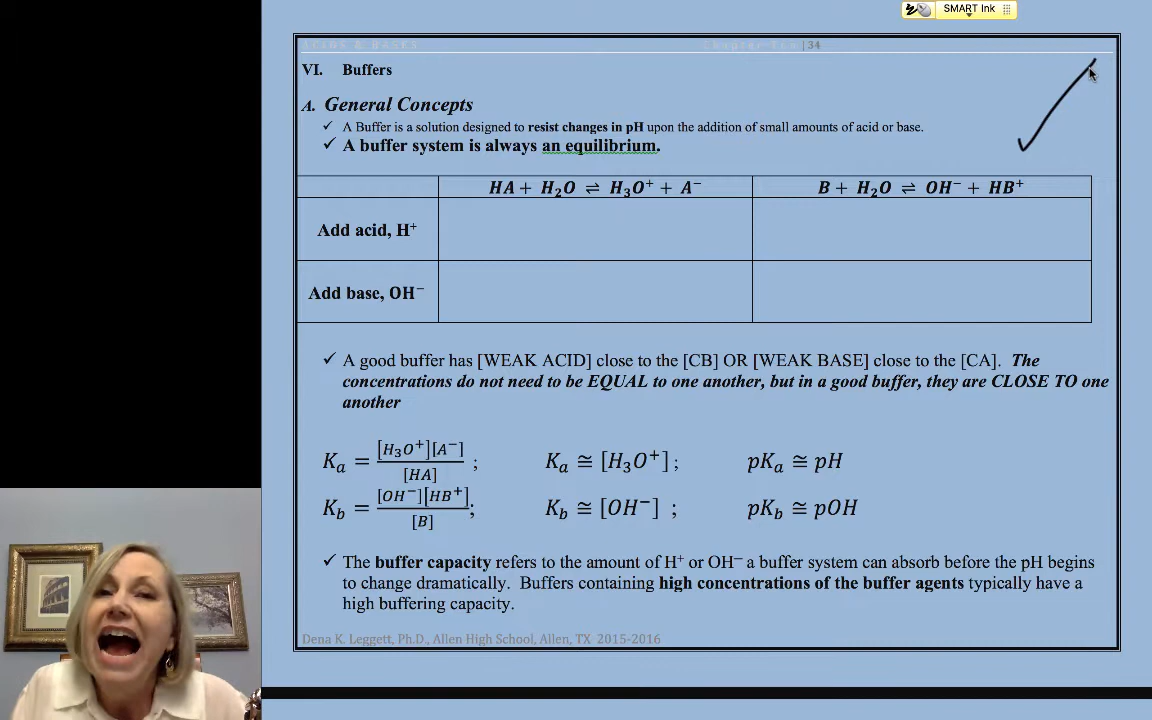 SMART Ink
ACIDS & BASES Chapter Ten | 34
VI. Buffers
A. General Concepts
✓ A Buffer is a solution designed to resist changes in pH upon the addition of small amounts of acid or base.
✓ A buffer system is always an equilibrium.
HA + H₂O ⇌ H₃O⁺ + A⁻ B + H₂O ⇌ OH⁻ + HB⁺
Add acid, H⁺
Add base, OH⁻
✓ A good buffer has [WEAK ACID] close to the [CB] OR [WEAK BASE] close to the [CA]. The
concentrations do not need to be EQUAL to one another, but in a good buffer, they are CLOSE TO one
another
Kₐ = [H₃O⁺][A⁻] / [HA] ; Kₐ ≅ [H₃O⁺] ; pKₐ ≅ pH
K_b = [OH⁻][HB⁺] / [B] ; K_b ≅ [OH⁻] ; pK_b ≅ pOH
✓ The buffer capacity refers to the amount of H⁺ or OH⁻ a buffer system can absorb before the pH begins
to change dramatically. Buffers containing high concentrations of the buffer agents typically have a
high buffering capacity.
Dena K. Leggett, Ph.D., Allen High School, Allen, TX 2015-2016